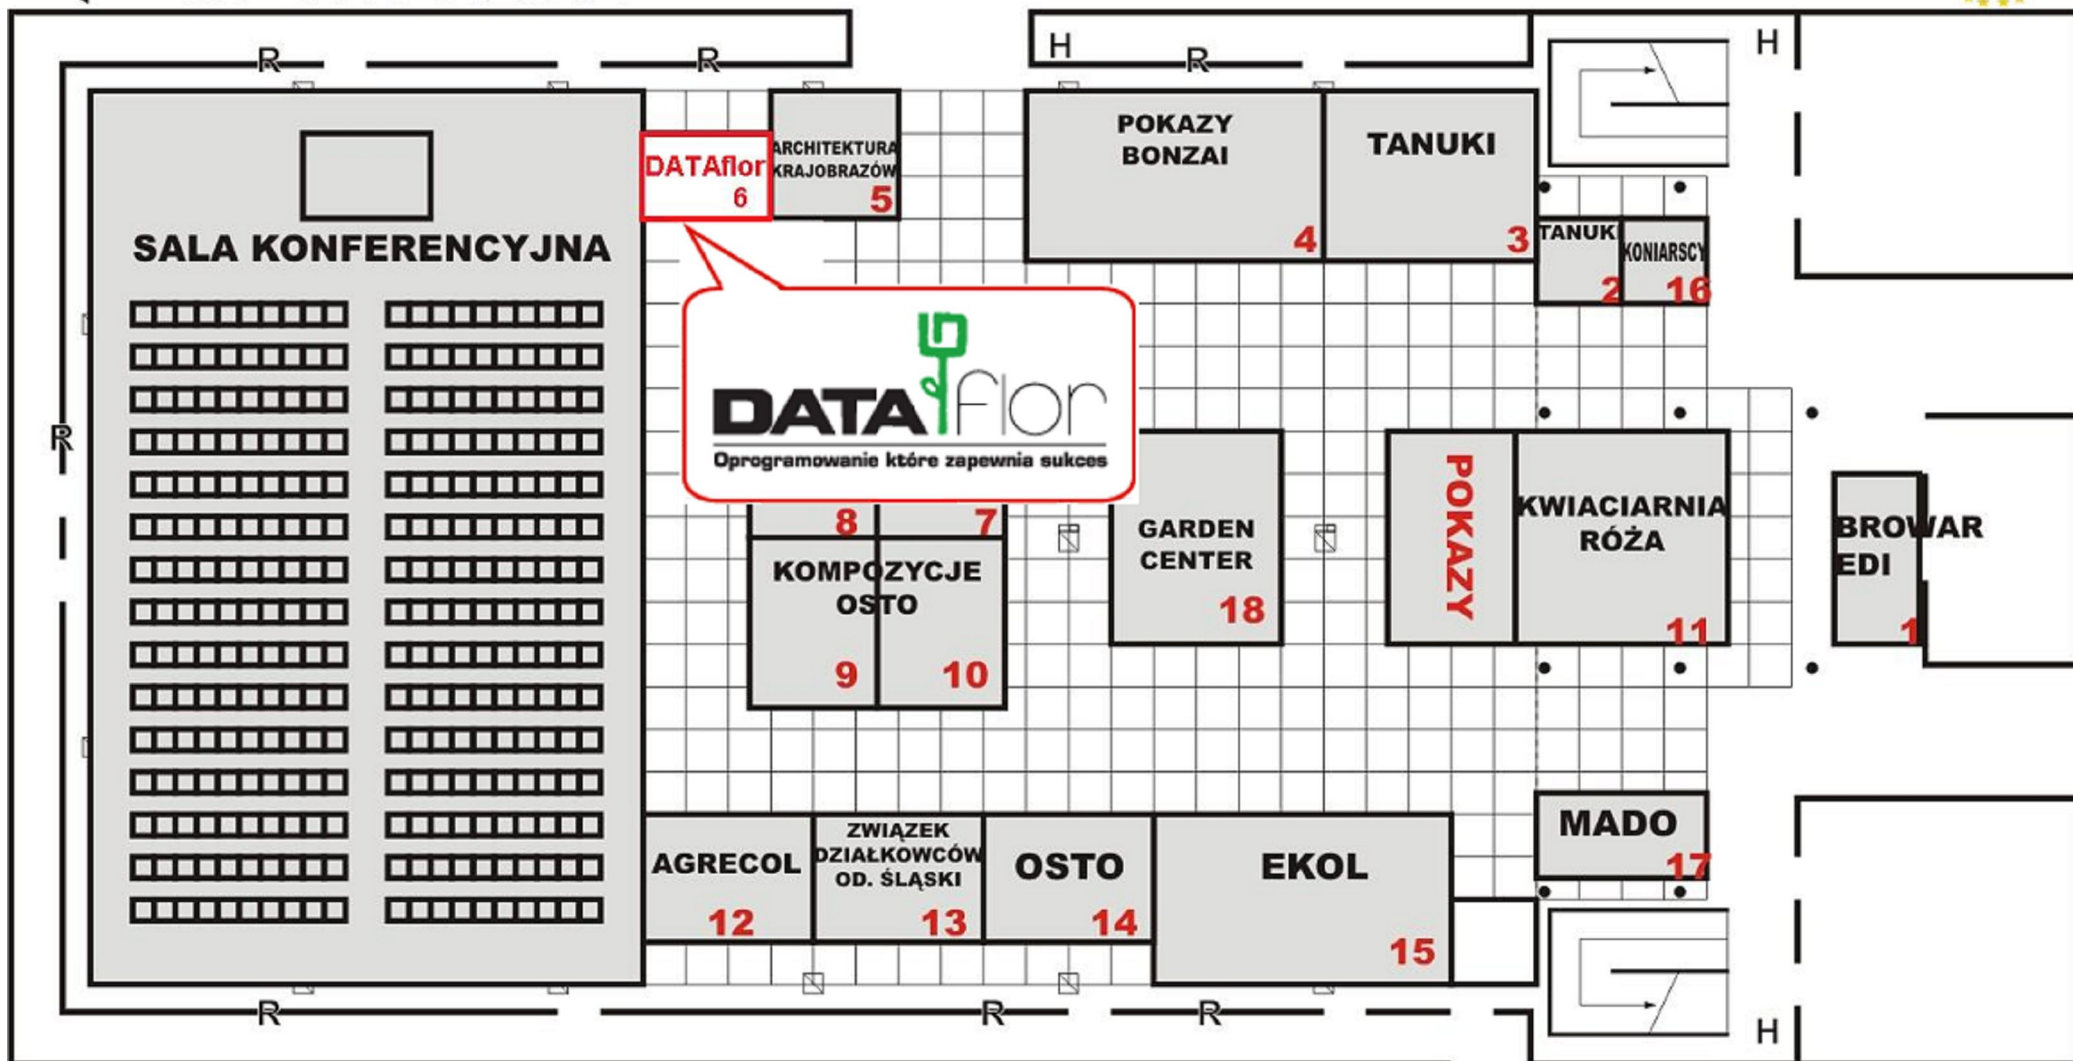 R
R
H
R
H
POKAZY
BONZAI
4
TANUKI
3
DATAflor
6
ARCHITEKTURA
KRAJOBRAZÓW
5
SALA KONFERENCYJNA
TANUKI
2
KONIARSCY
16
DATAflor
Oprogramowanie które zapewnia sukces
R
8
7
KOMPOZYCJE
OSTO
9
10
GARDEN
CENTER
18
POKAZY
KWIACIARNIA
RÓŻA
11
BROWAR
EDI
1
AGRECOL
12
ZWIĄZEK
DZIAŁKOWCÓW
OD. ŚLĄSKI
13
OSTO
14
EKOL
15
MADO
17
R
R
R
H